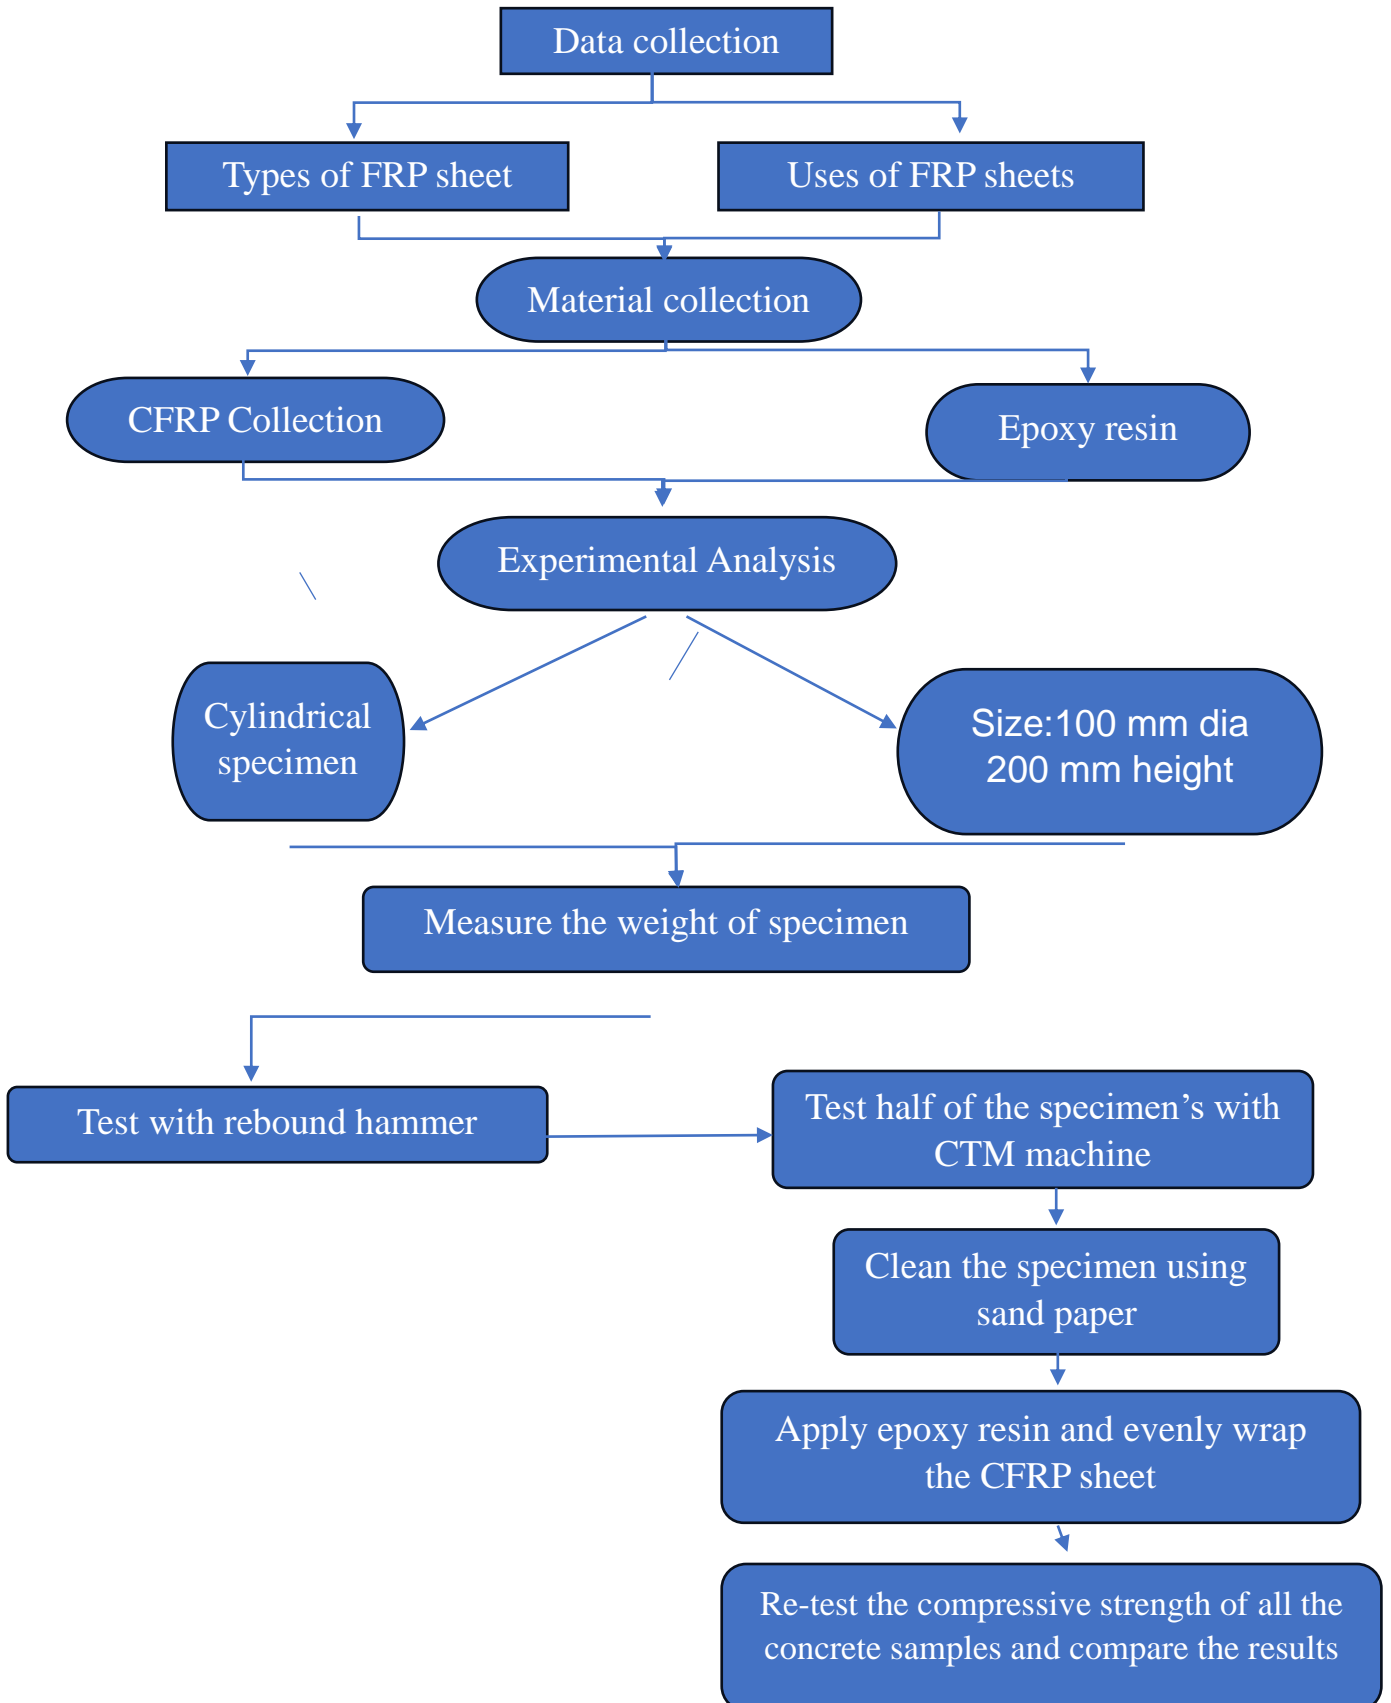 Data collection
Types of FRP sheet
Uses of FRP sheets
Material collection
CFRP Collection
Epoxy resin
Experimental Analysis
Cylindrical
specimen
Size:100 mm dia
200 mm height
Measure the weight of specimen
Test with rebound hammer
Test half of the specimen’s with
CTM machine
Clean the specimen using
sand paper
Apply epoxy resin and evenly wrap
the CFRP sheet
Re-test the compressive strength of all the
concrete samples and compare the results